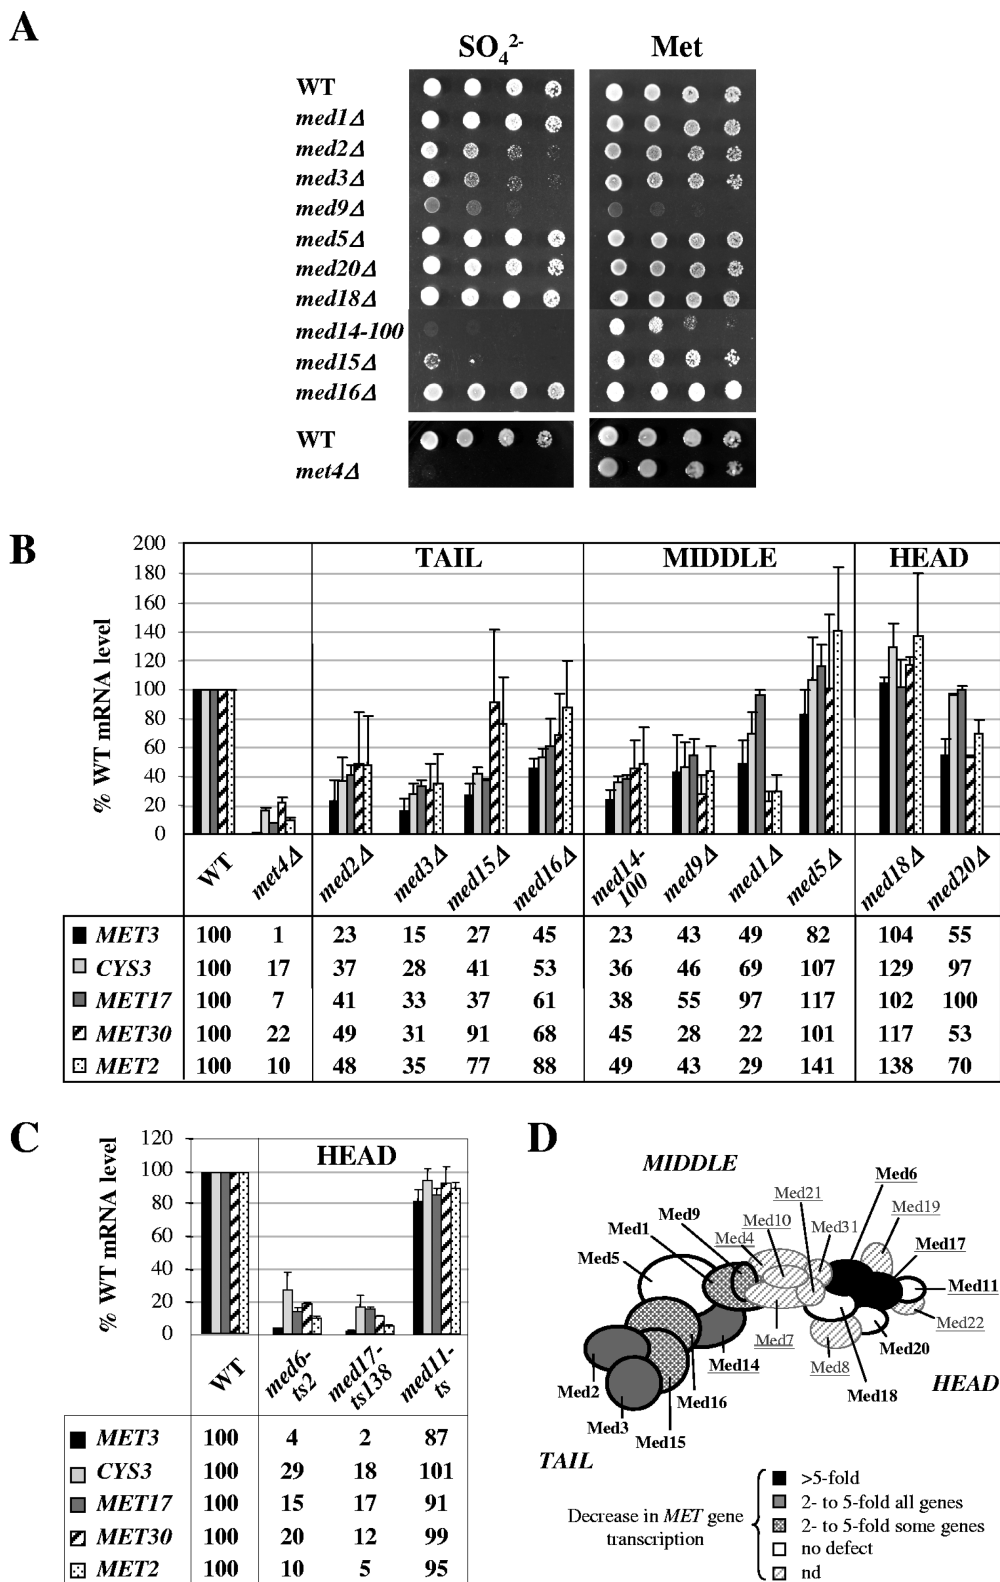 A
SO₄²⁻ Met
WT
med1Δ
med2Δ
med3Δ
med9Δ
med5Δ
med20Δ
med18Δ
med14-100
med15Δ
med16Δ
WT
met4Δ
B
% WT mRNA level
200
180
160
140
120
100
80
60
40
20
0
TAIL MIDDLE HEAD
WT met4Δ med2Δ med3Δ med15Δ med16Δ med14-100 med9Δ med1Δ med5Δ med18Δ med20Δ
MET3 100 1 23 15 27 45 23 43 49 82 104 55
CYS3 100 17 37 28 41 53 36 46 69 107 129 97
MET17 100 7 41 33 37 61 38 55 97 117 102 100
MET30 100 22 49 31 91 68 45 28 22 101 117 53
MET2 100 10 48 35 77 88 49 43 29 141 138 70
C
% WT mRNA level
120
100
80
60
40
20
0
HEAD
WT med6-ts2 med17-ts138 med11-ts
MET3 100 4 2 87
CYS3 100 29 18 101
MET17 100 15 17 91
MET30 100 20 12 99
MET2 100 10 5 95
D
MIDDLE
Med6
Med21
Med9
Med10
Med31
Med19
Med1
Med4
Med17
Med5
Med11
Med22
Med7
Med20
Med14
Med8
Med2
Med16
Med18
HEAD
Med3
Med15
TAIL
Decrease in MET gene transcription
>5-fold
2- to 5-fold all genes
2- to 5-fold some genes
no defect
nd